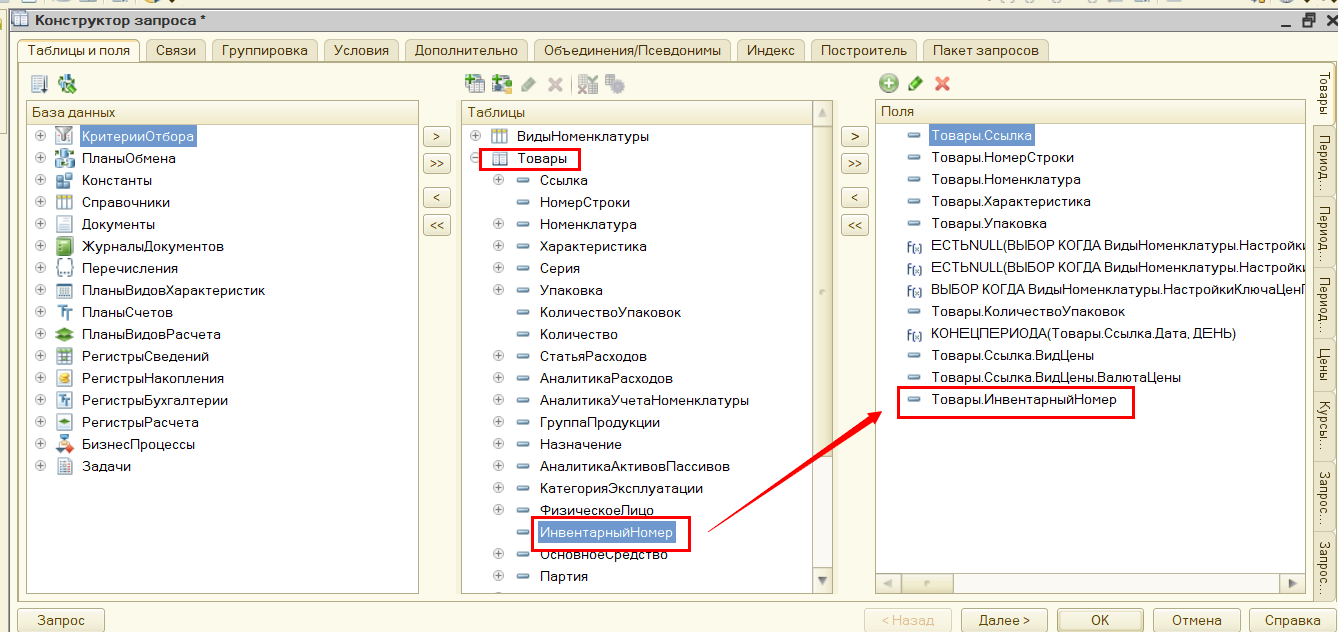 Конструктор запроса *
Таблицы и поля
Связи
Группировка
Условия
Дополнительно
Объединения/Псевдонимы
Индекс
Построитель
Пакет запросов
База данных
КритерииОтбора
ПланыОбмена
Константы
Справочники
Документы
ЖурналыДокументов
Перечисления
ПланыВидовХарактеристик
ПланыСчетов
ПланыВидовРасчета
РегистрыСведений
РегистрыНакопления
РегистрыБухгалтерии
РегистрыРасчета
БизнесПроцессы
Задачи
>
>>
<
<<
Таблицы
ВидыНоменклатуры
Товары
Ссылка
НомерСтроки
Номенклатура
Характеристика
Серия
Упаковка
КоличествоУпаковок
Количество
СтатьяРасходов
АналитикаРасходов
АналитикаУчетаНоменклатуры
ГруппаПродукции
Назначение
АналитикаАктивовПассивов
КатегорияЭксплуатации
ФизическоеЛицо
ИнвентарныйНомер
ОсновноеСредство
Партия
>
>>
<
<<
Поля
Товары.Ссылка
Товары.НомерСтроки
Товары.Номенклатура
Товары.Характеристика
Товары.Упаковка
ЕСТЬNULL(ВЫБОР КОГДА ВидыНоменклатуры.Настройки
ЕСТЬNULL(ВЫБОР КОГДА ВидыНоменклатуры.Настройки
ВЫБОР КОГДА ВидыНоменклатуры.НастройкиКлючаЦенГ
Товары.КоличествоУпаковок
КОНЕЦПЕРИОДА(Товары.Ссылка.Дата, ДЕНЬ)
Товары.Ссылка.ВидЦены
Товары.Ссылка.ВидЦены.ВалютаЦены
Товары.ИнвентарныйНомер
Товары
Период...
Период...
Период...
Цены
Курсы...
Запрос...
Запрос...
Запрос
< Назад
Далее >
ОК
Отмена
Справка